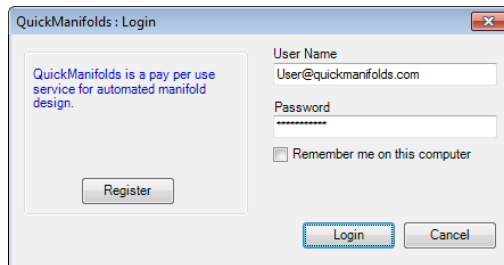 QuickManifolds : Login
QuickManifolds is a pay per use
service for automated manifold
design.
Register
User Name
User@quickmanifolds.com
Password
***********
Remember me on this computer
Login
Cancel